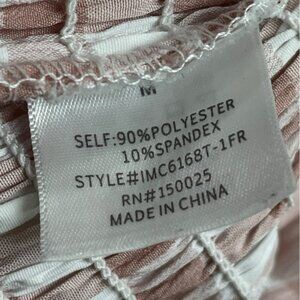 M
SELF:90%POLYESTER
10%SPANDEX
STYLE#IMC6168T-1FR
RN#150025
MADE IN CHINA